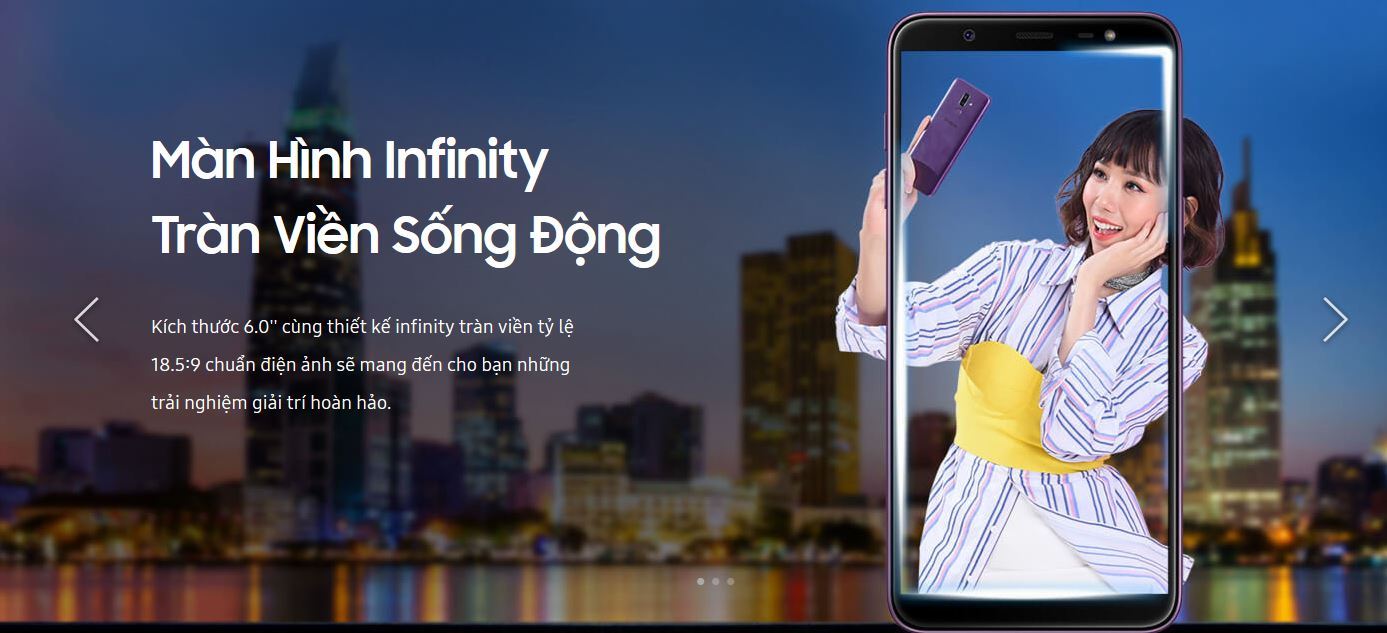 Màn Hình Infinity
Tràn Viền Sống Động
Kích thước 6.0'' cùng thiết kế infinity tràn viền tỷ lệ
18.5:9 chuẩn điện ảnh sẽ mang đến cho bạn những
trải nghiệm giải trí hoàn hảo.